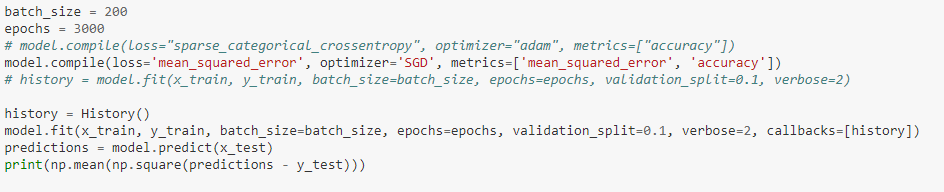 batch_size = 200
epochs = 3000
# model.compile(loss="sparse_categorical_crossentropy", optimizer="adam", metrics=["accuracy"])
model.compile(loss='mean_squared_error', optimizer='SGD', metrics=['mean_squared_error', 'accuracy'])
# history = model.fit(x_train, y_train, batch_size=batch_size, epochs=epochs, validation_split=0.1, verbose=2)
history = History()
model.fit(x_train, y_train, batch_size=batch_size, epochs=epochs, validation_split=0.1, verbose=2, callbacks=[history])
predictions = model.predict(x_test)
print(np.mean(np.square(predictions - y_test)))